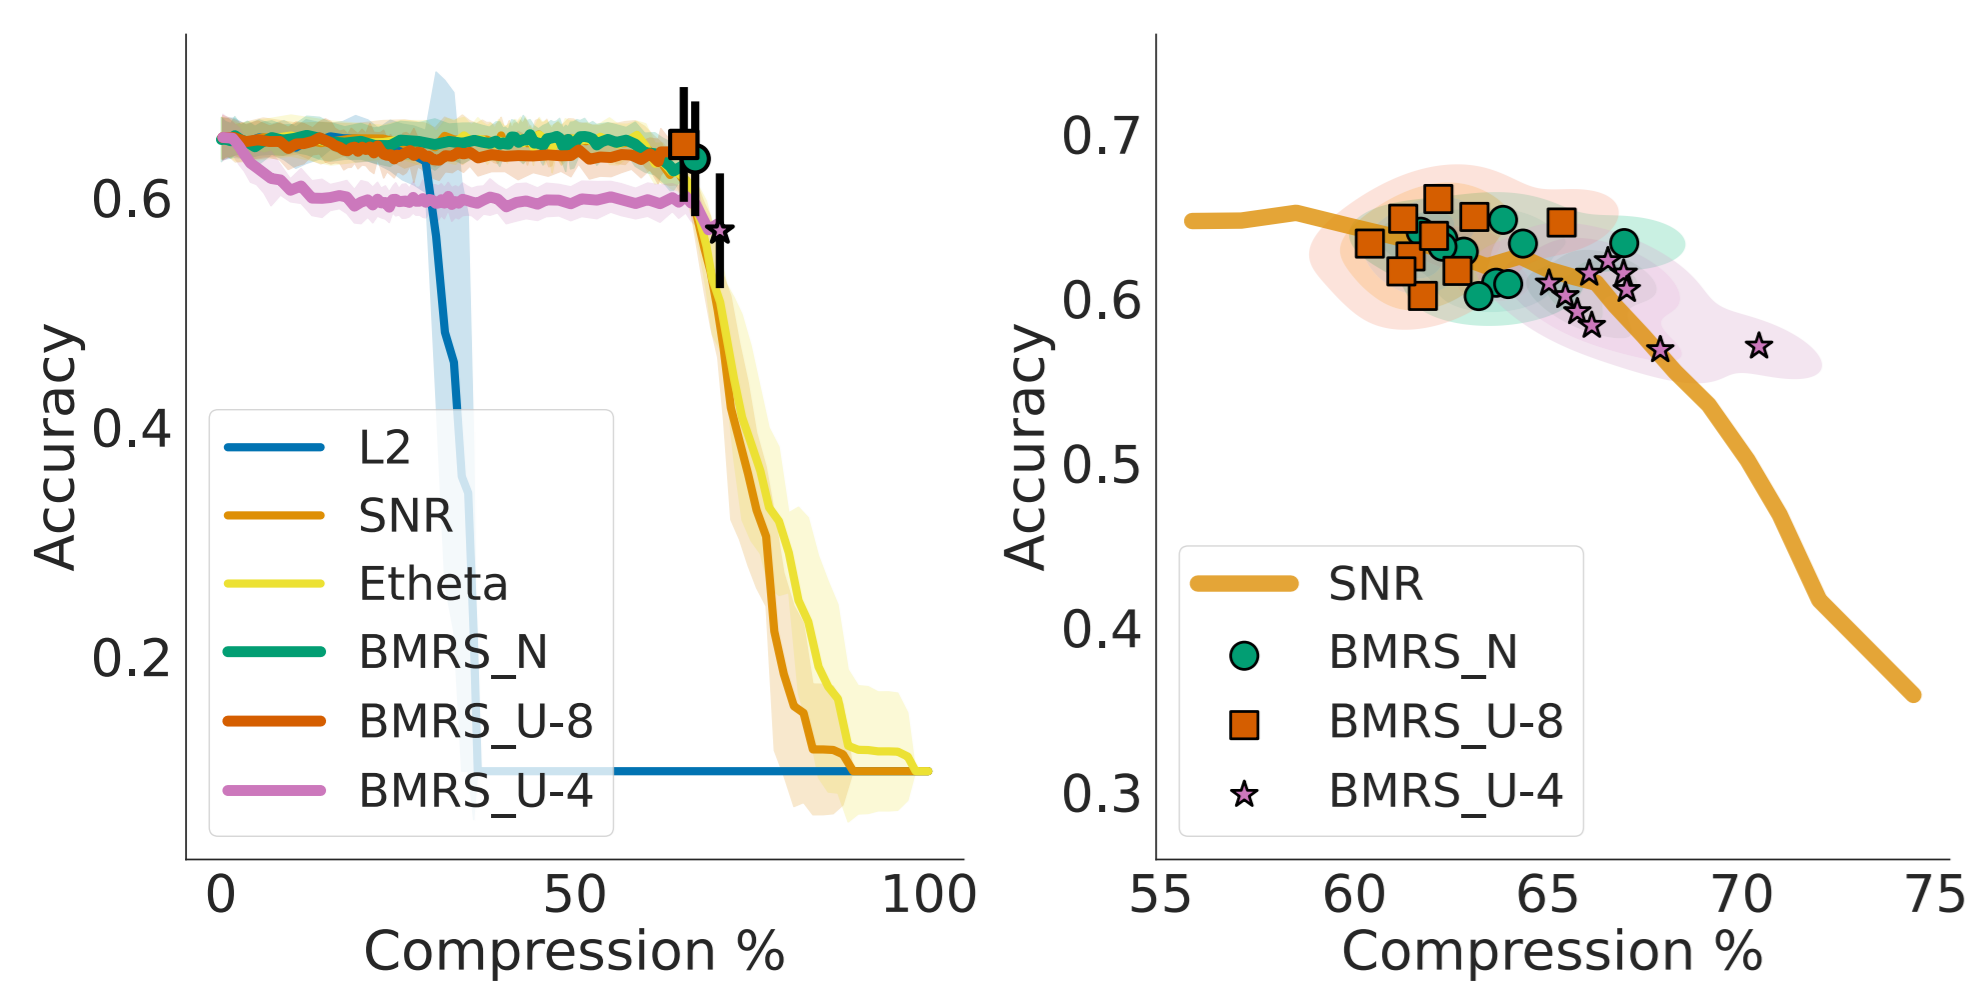 Accuracy
0.6
0.4
0.2
L2
SNR
Etheta
BMRS_N
BMRS_U-8
BMRS_U-4
0 50 100
Compression %
Accuracy
0.7
0.6
0.5
0.4
0.3
SNR
BMRS_N
BMRS_U-8
BMRS_U-4
55 60 65 70 75
Compression %